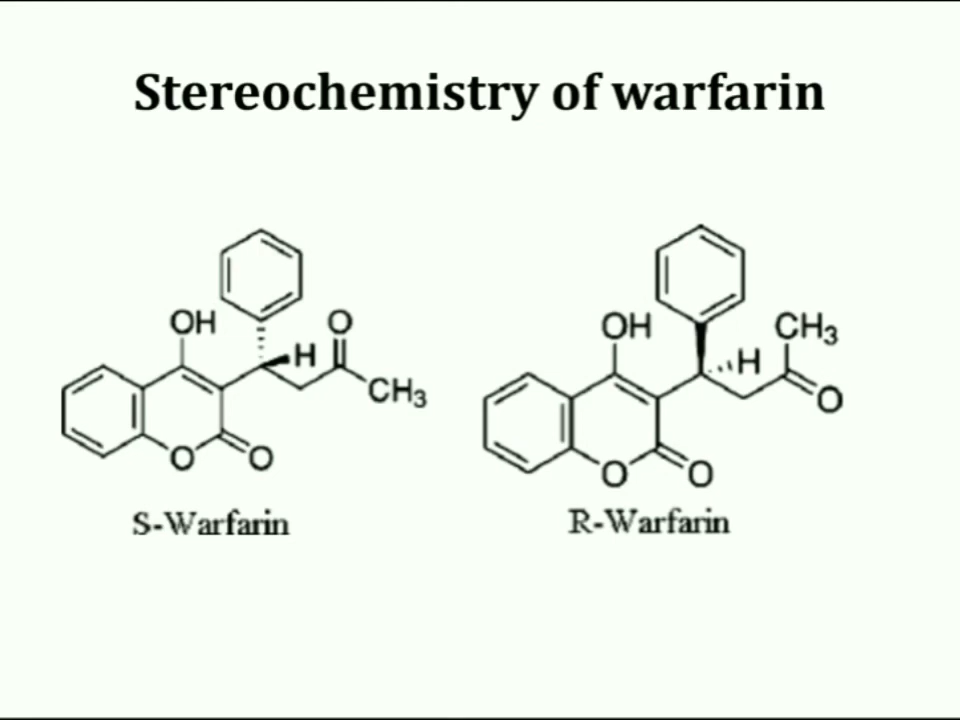 Stereochemistry of warfarin
OH
H
O
CH3
O
O
S-Warfarin
OH
H
CH3
O
O
O
R-Warfarin